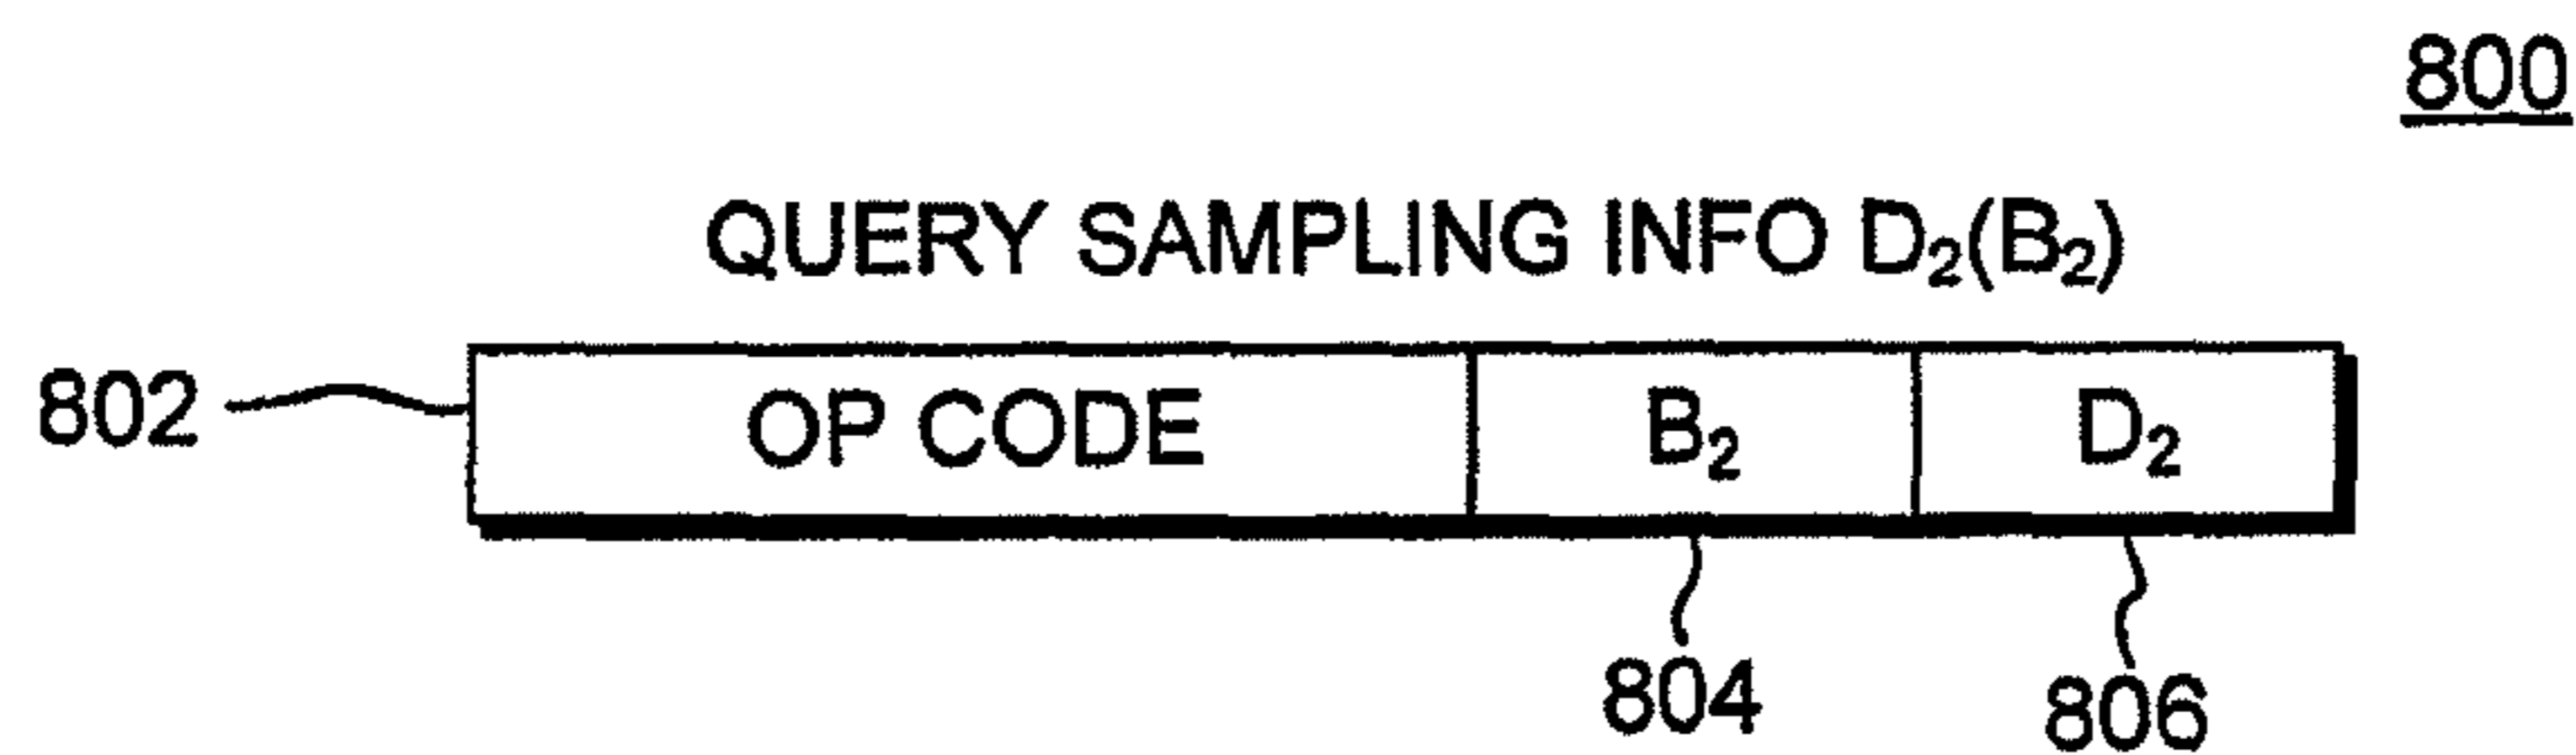 800
QUERY SAMPLING INFO D₂(B₂)
802 OP CODE B₂ D₂
804 806